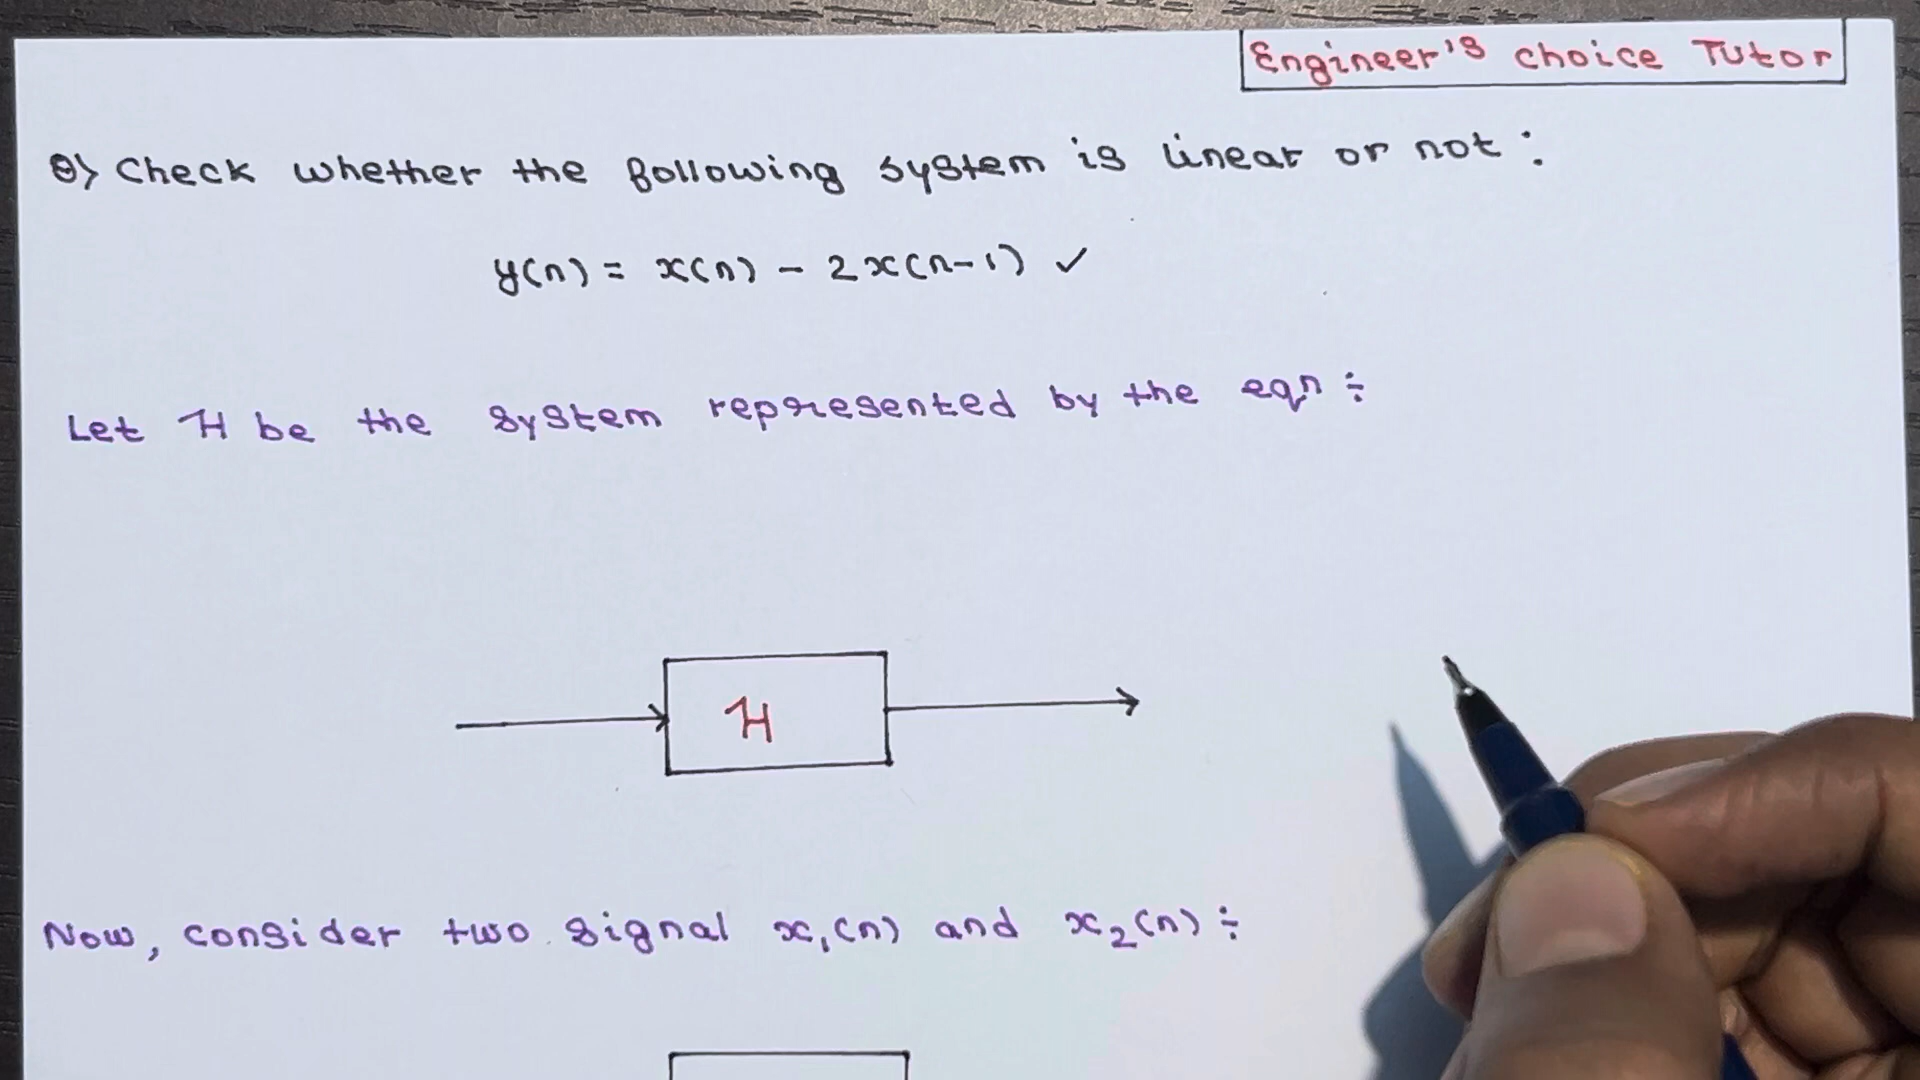 Engineer's choice Tutor
Q) Check whether the following system is linear or not :
y(n) = x(n) - 2x(n-1) ✓
Let H be the system represented by the eqn ÷
H
Now, consider two signal x₁(n) and x₂(n) ÷